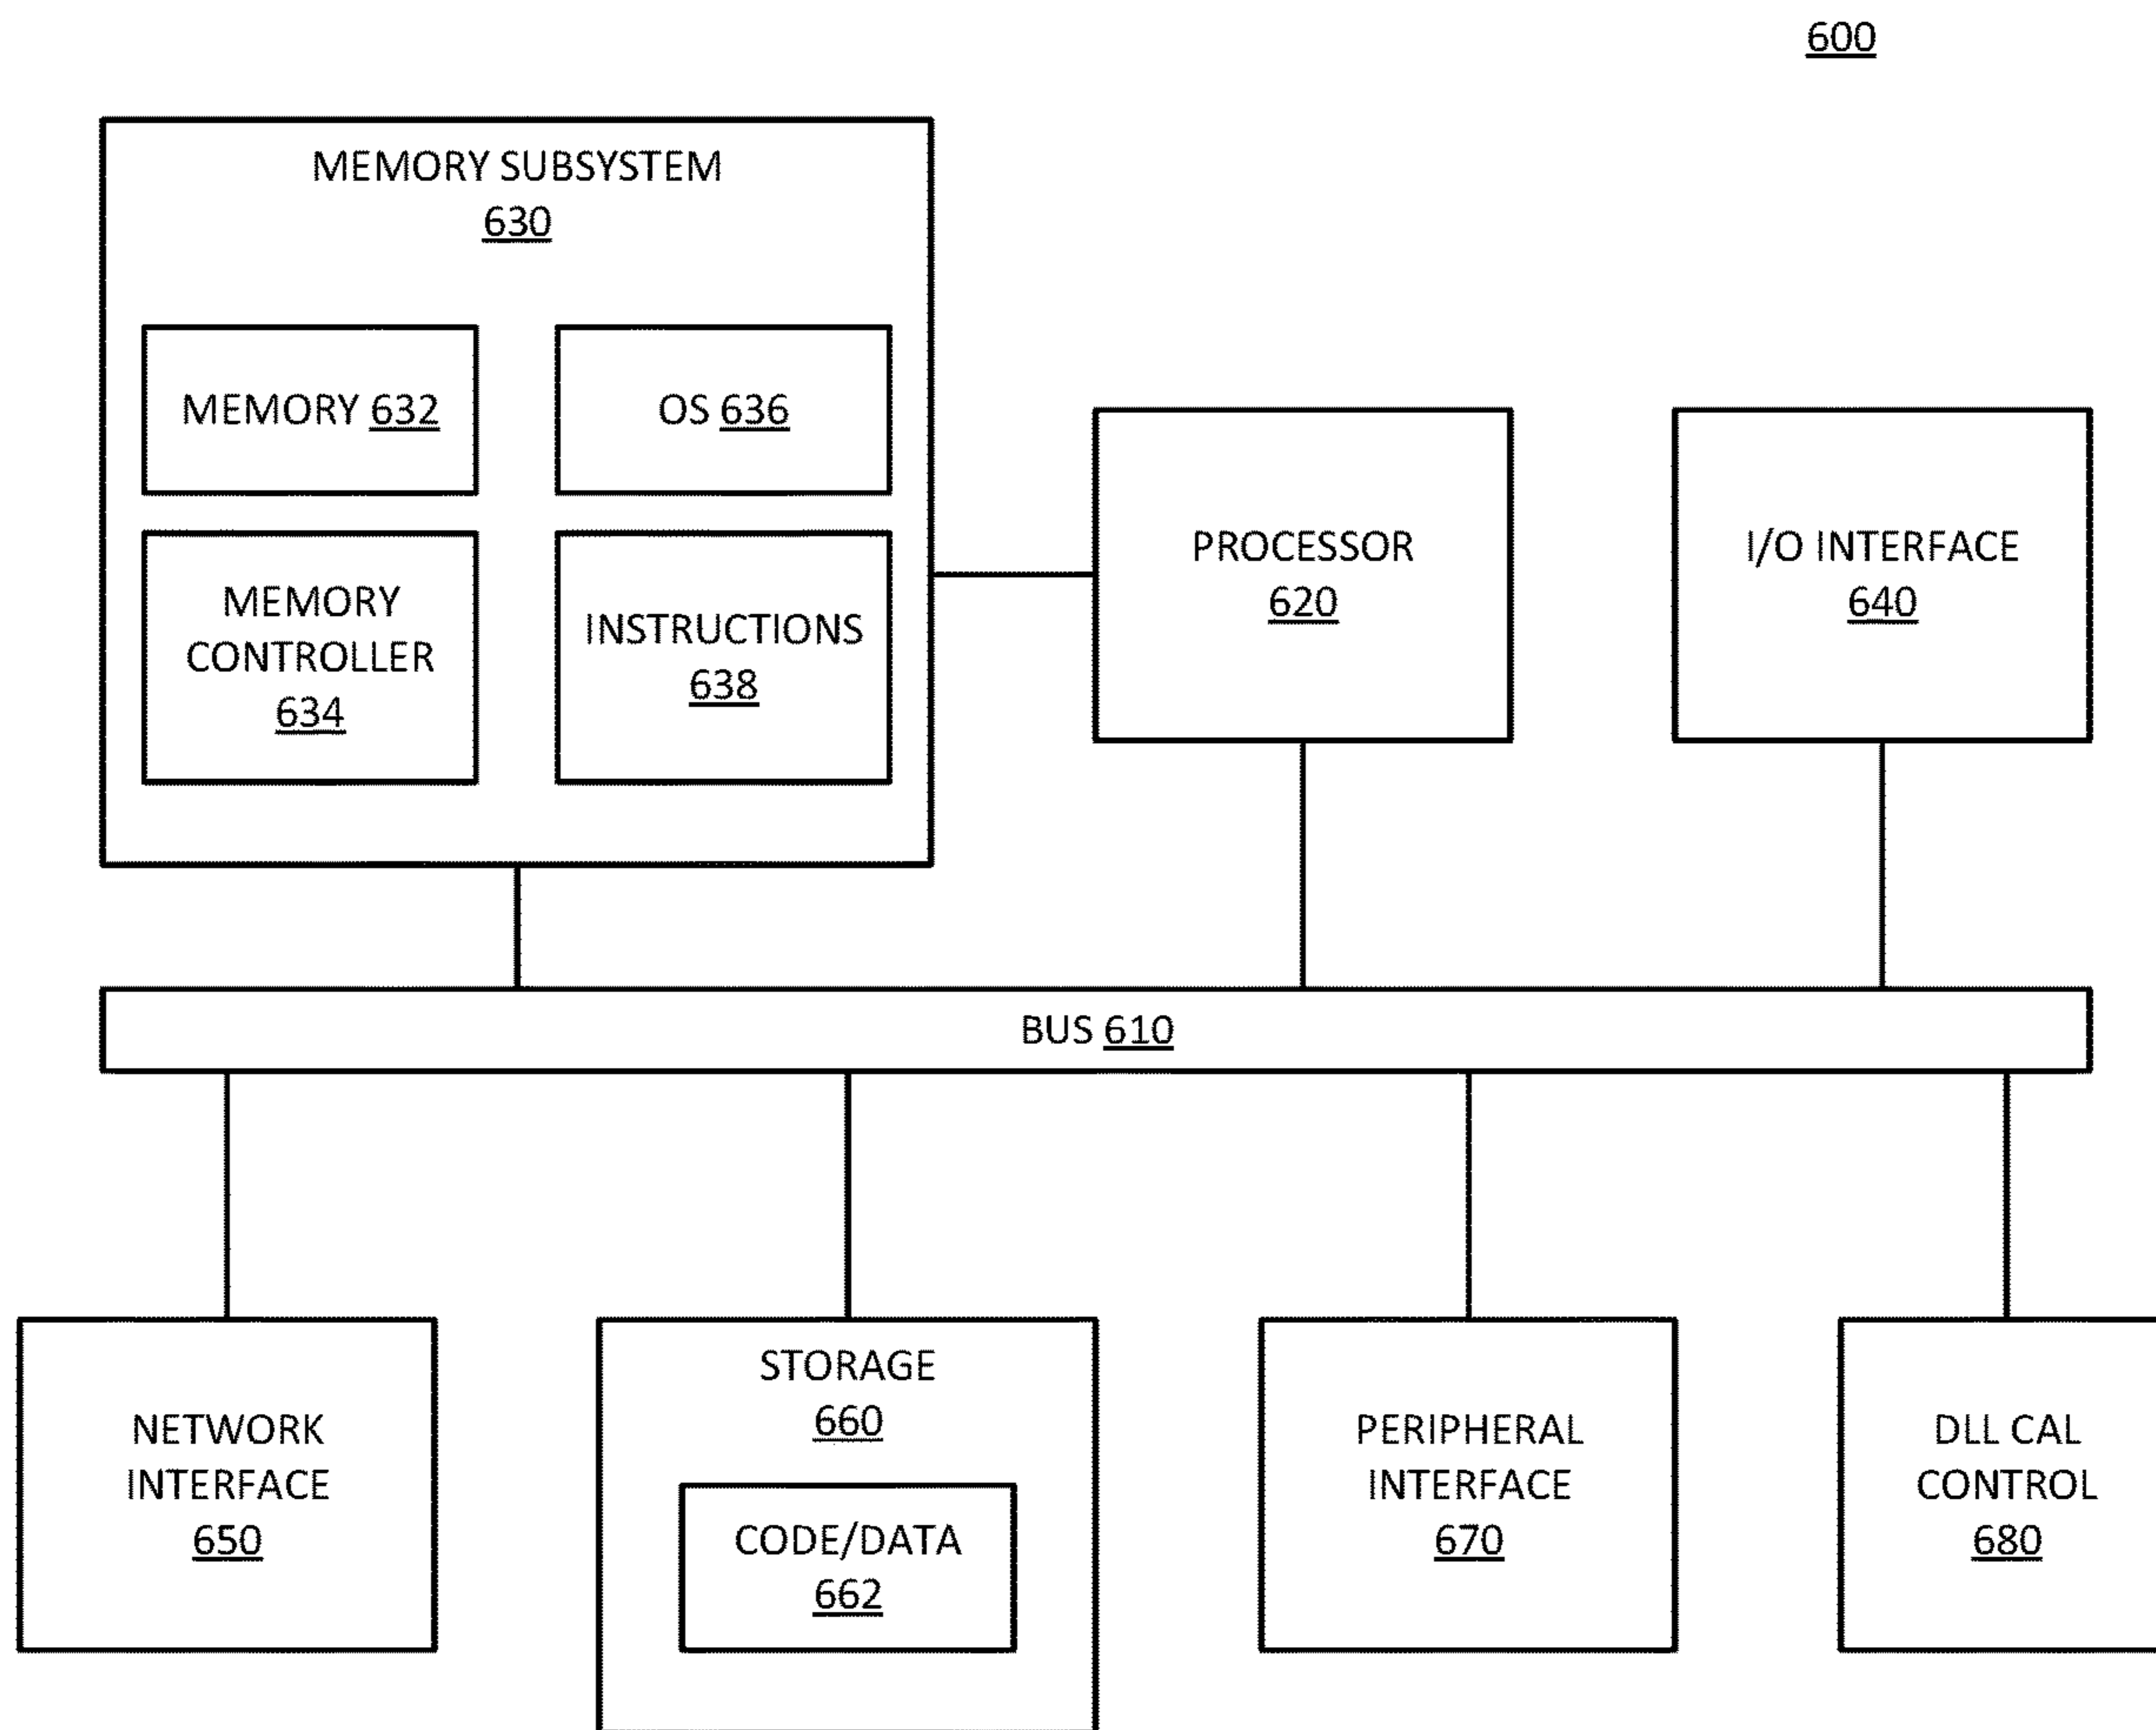 600
MEMORY SUBSYSTEM
630
MEMORY 632
OS 636
MEMORY
CONTROLLER
634
INSTRUCTIONS
638
PROCESSOR
620
I/O INTERFACE
640
BUS 610
NETWORK
INTERFACE
650
STORAGE
660
CODE/DATA
662
PERIPHERAL
INTERFACE
670
DLL CAL
CONTROL
680